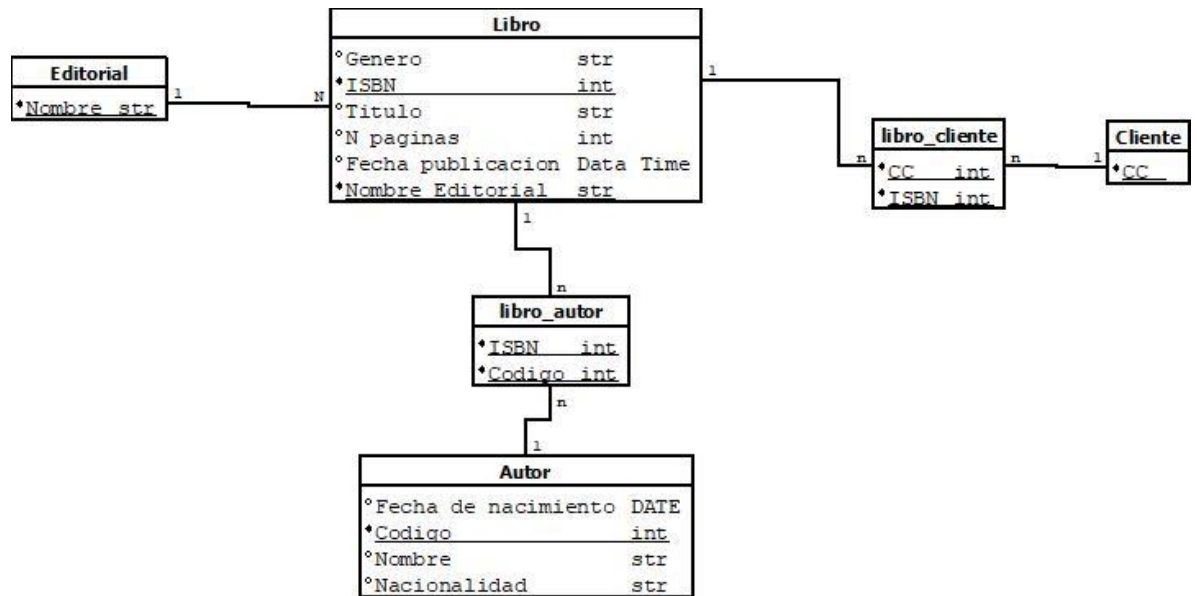 Libro
Genero str
ISBN int
Titulo str
N paginas int
Fecha publicacion Data Time
Nombre Editorial str
Editorial
Nombre str
1
N
1
n
libro_cliente
CC int
ISBN int
n
1
Cliente
CC
1
n
libro_autor
ISBN int
Codigo int
n
1
Autor
Fecha de nacimiento DATE
Codigo int
Nombre str
Nacionalidad str